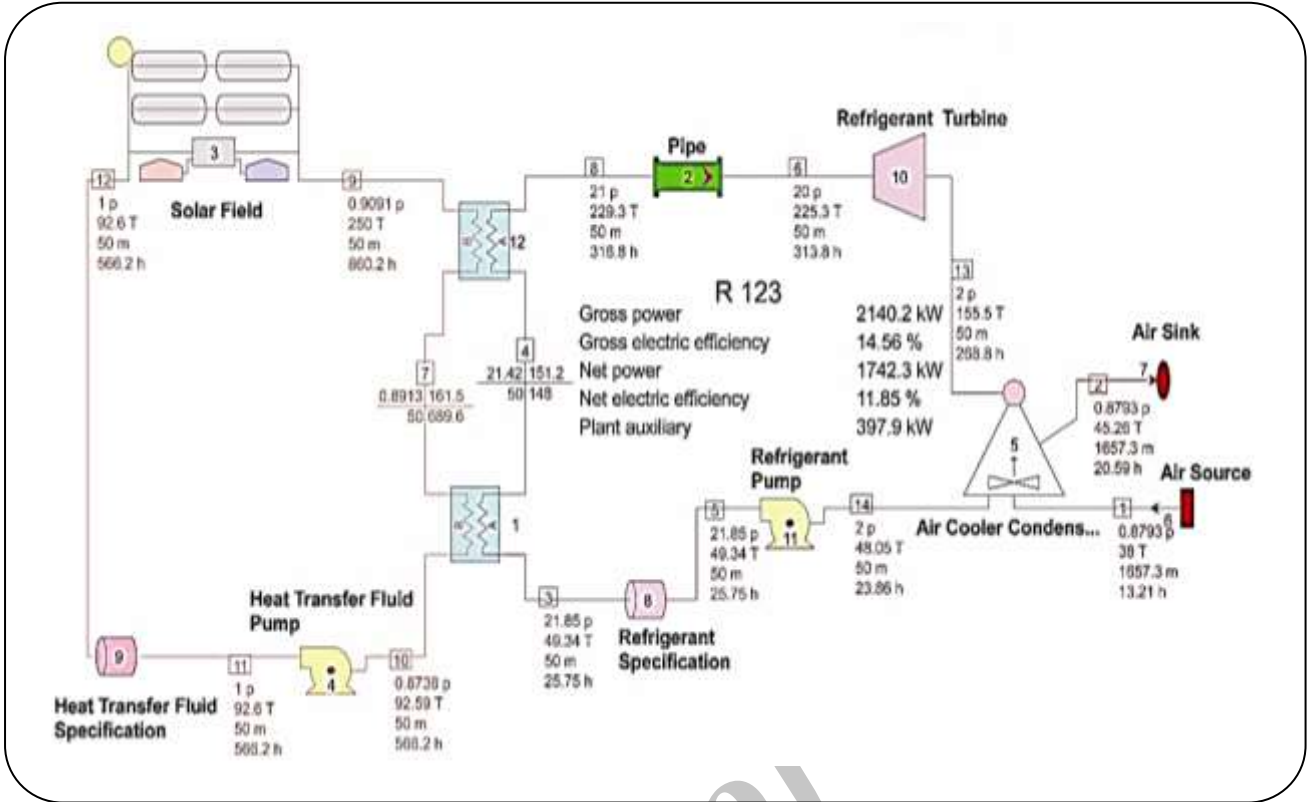 3
Solar Field
12
1 p
92.6 T
50 m
566.2 h
9
0.9091 p
250 T
50 m
860.2 h
12
8
21 p
229.3 T
50 m
316.8 h
Pipe
2
6
20 p
225.3 T
50 m
313.8 h
Refrigerant Turbine
10
13
2 p
155.5 T
50 m
268.8 h
R 123
Gross power 2140.2 kW
Gross electric efficiency 14.56 %
Net power 1742.3 kW
Net electric efficiency 11.85 %
Plant auxiliary 397.9 kW
7
0.8913 161.5
50 689.6
4
21.42 151.2
50 148
Air Sink
7
2
0.8793 p
45.26 T
1657.3 m
20.59 h
5
Air Source
6
1
0.8793 p
38 T
1657.3 m
13.21 h
Air Cooler Condens...
14
2 p
48.05 T
50 m
23.86 h
Refrigerant
Pump
11
5
21.85 p
49.34 T
50 m
25.75 h
1
8
Refrigerant
Specification
3
21.85 p
49.34 T
50 m
25.75 h
Heat Transfer Fluid
Pump
4
10
0.8736 p
92.59 T
50 m
566.2 h
11
1 p
92.6 T
50 m
566.2 h
9
Heat Transfer Fluid
Specification